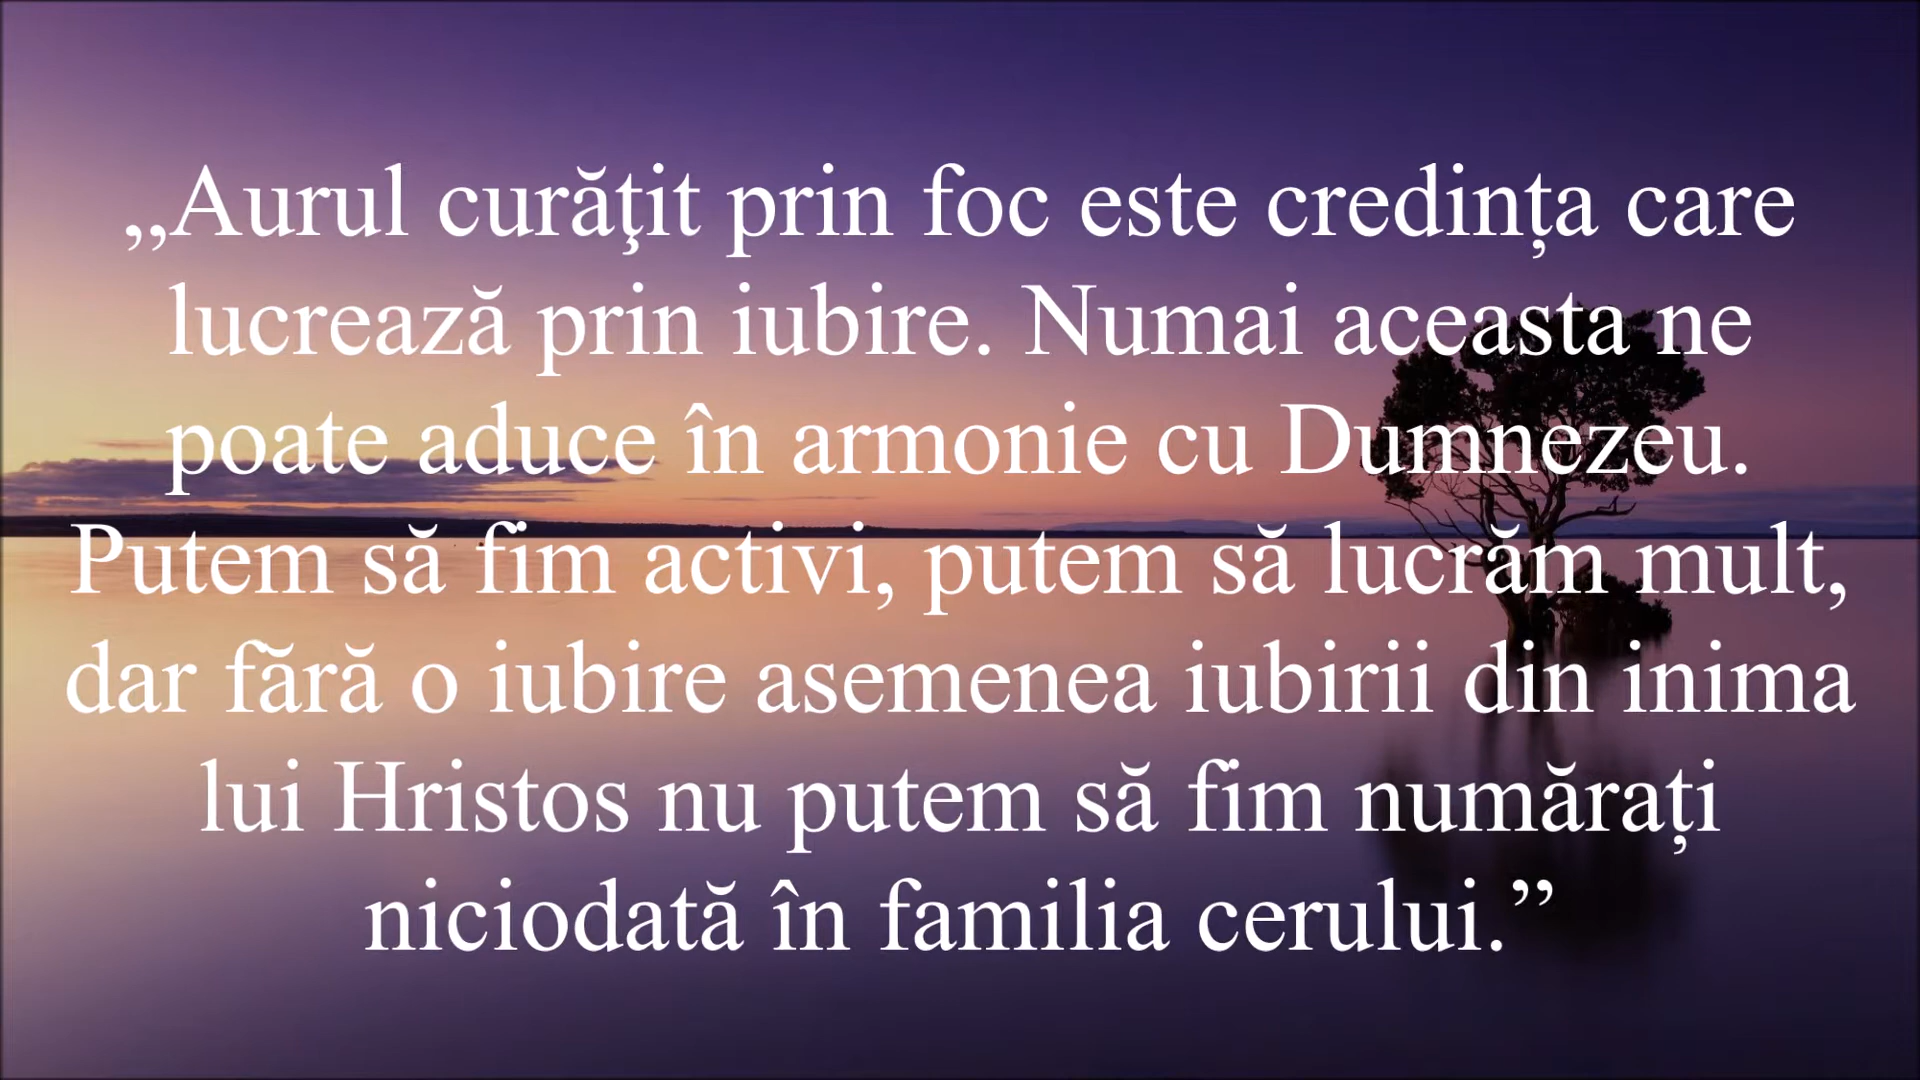 „Aurul curăţit prin foc este credința care
lucrează prin iubire. Numai aceasta ne
poate aduce în armonie cu Dumnezeu.
Putem să fim activi, putem să lucrăm mult,
dar fără o iubire asemenea iubirii din inima
lui Hristos nu putem să fim numărați
niciodată în familia cerului.”